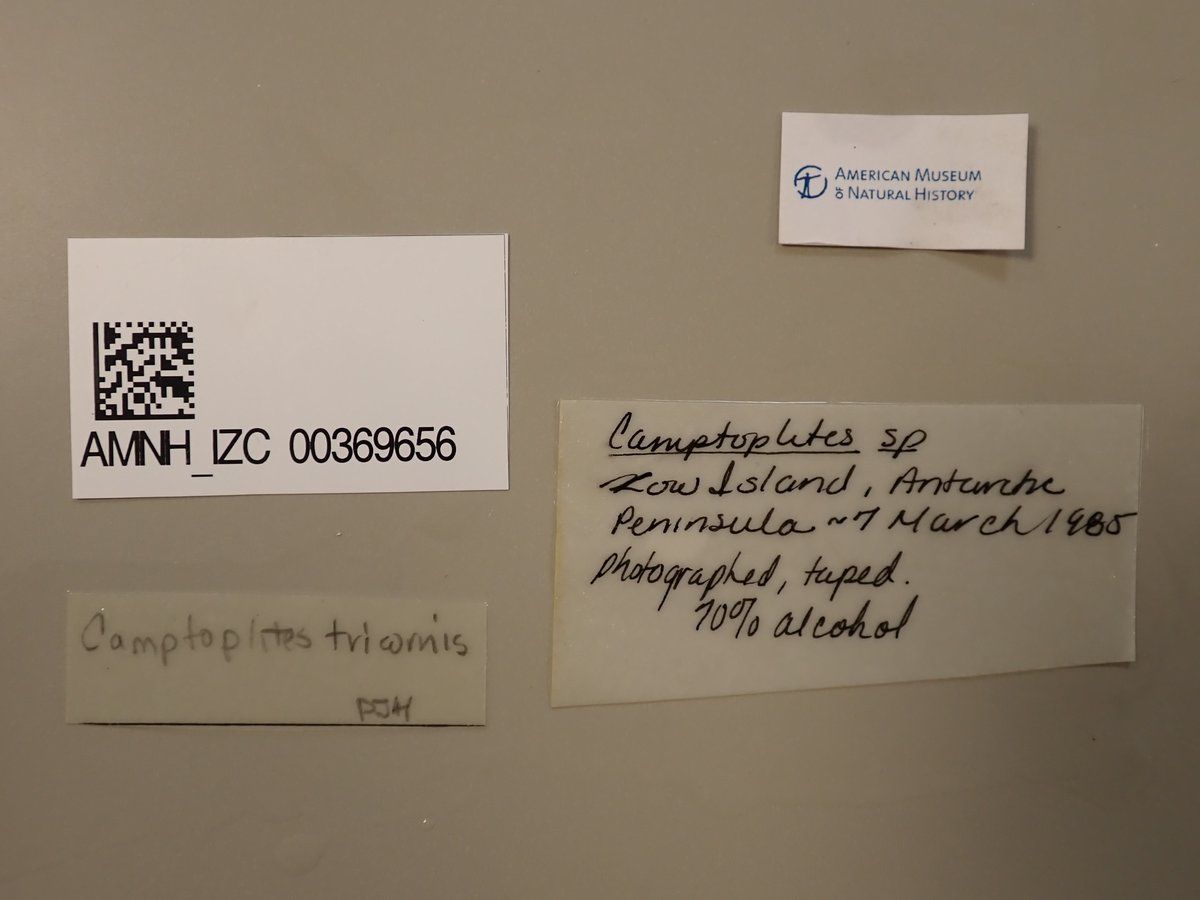 AMERICAN MUSEUM
OF NATURAL HISTORY
AMNH_IZC 00369656
Camptoplites sp
Low Island, Antarctic
Peninsula ~7 March 1985
photographed, taped.
70% alcohol
Camptoplites tricornis
PJH